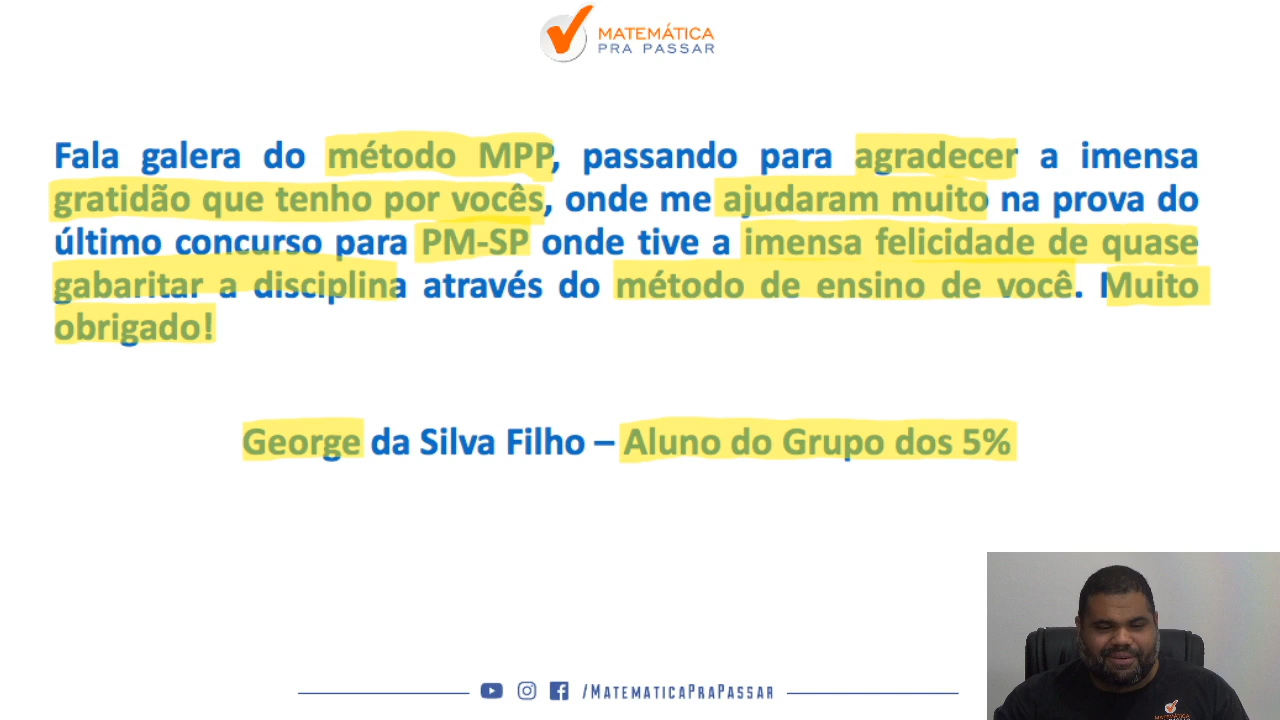 MATEMÁTICA
PRA PASSAR
Fala galera do método MPP, passando para agradecer a imensa
gratidão que tenho por vocês, onde me ajudaram muito na prova do
último concurso para PM-SP onde tive a imensa felicidade de quase
gabaritar a disciplina através do método de ensino de você. Muito
obrigado!
George da Silva Filho – Aluno do Grupo dos 5%
/MATEMATICAPRAPASSAR
MATEMÁTICA